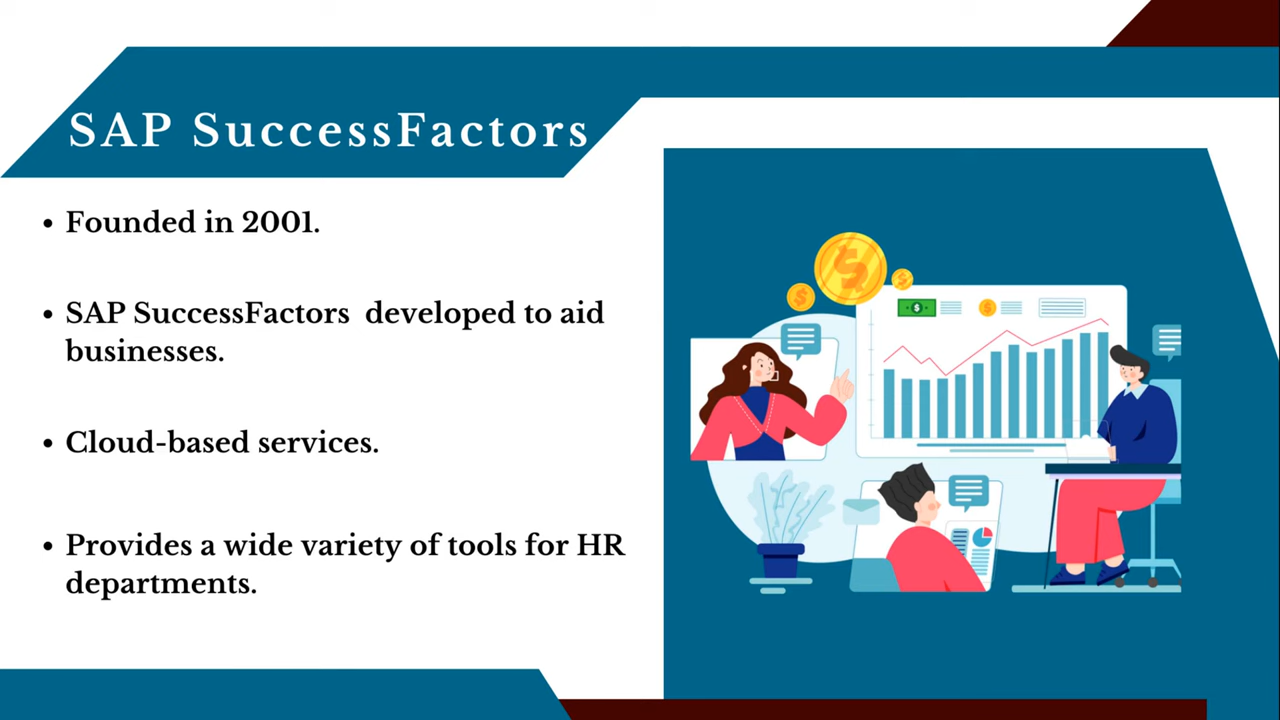 SAP SuccessFactors
• Founded in 2001.
• SAP SuccessFactors developed to aid
businesses.
• Cloud-based services.
• Provides a wide variety of tools for HR
departments.